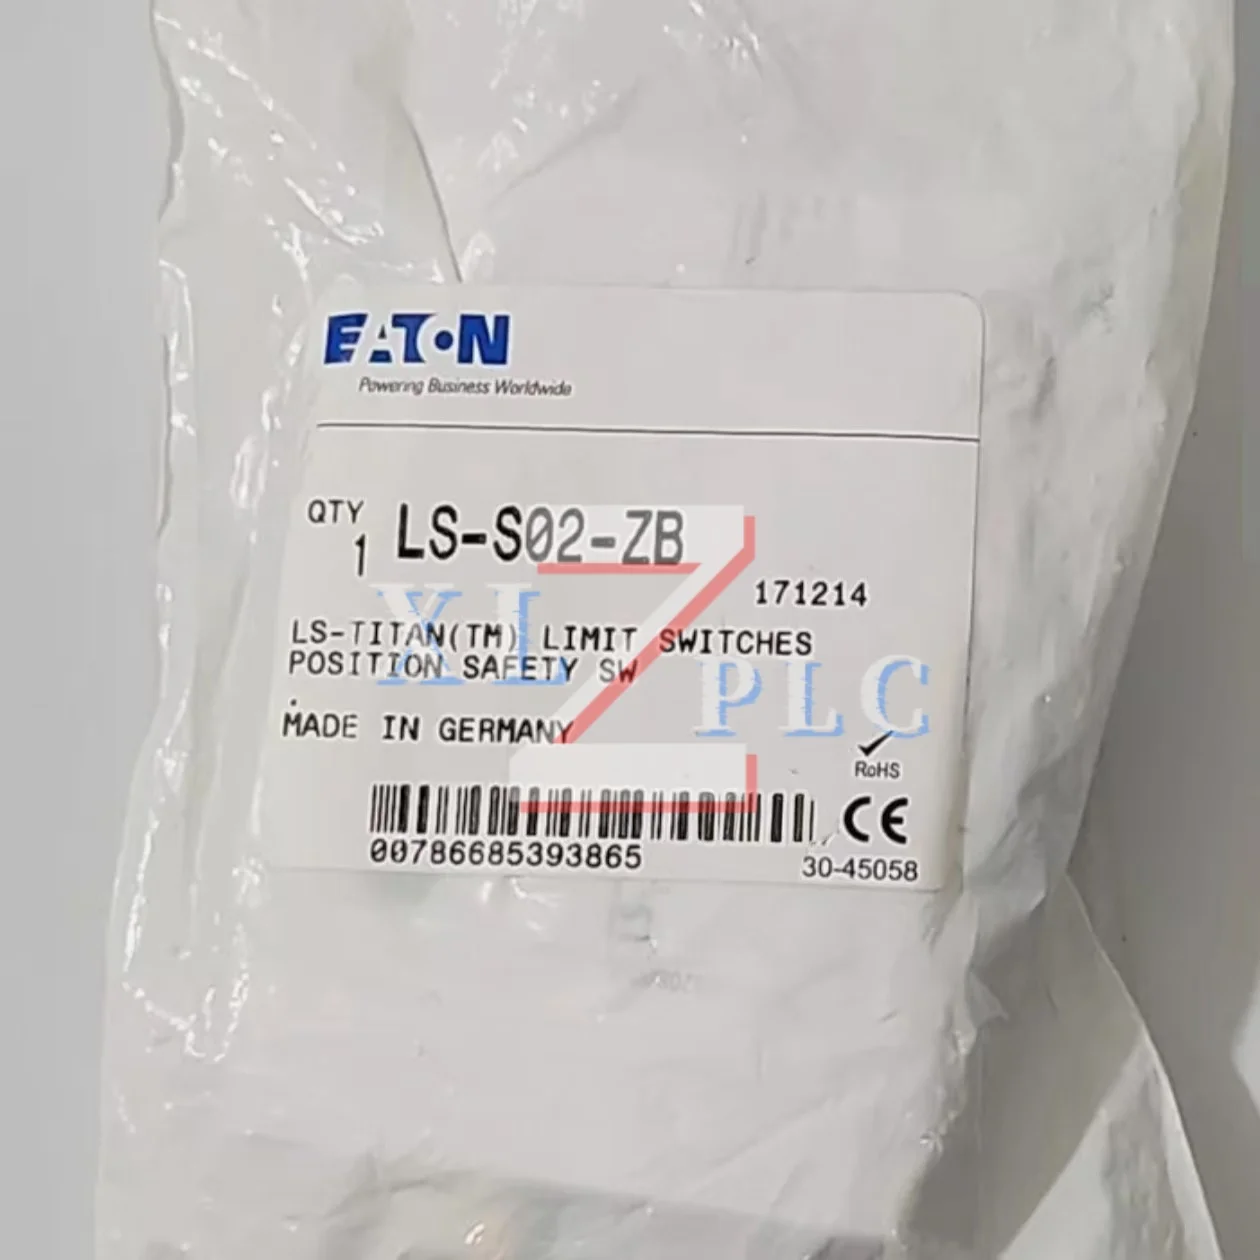 EATON
Powering Business Worldwide
QTY
1 LS-S02-ZB
171214
LS-TITAN(TM) LIMIT SWITCHES
POSITION SAFETY SW
XLZ PLC
MADE IN GERMANY
RoHS
CE
00786685393865
30-45058